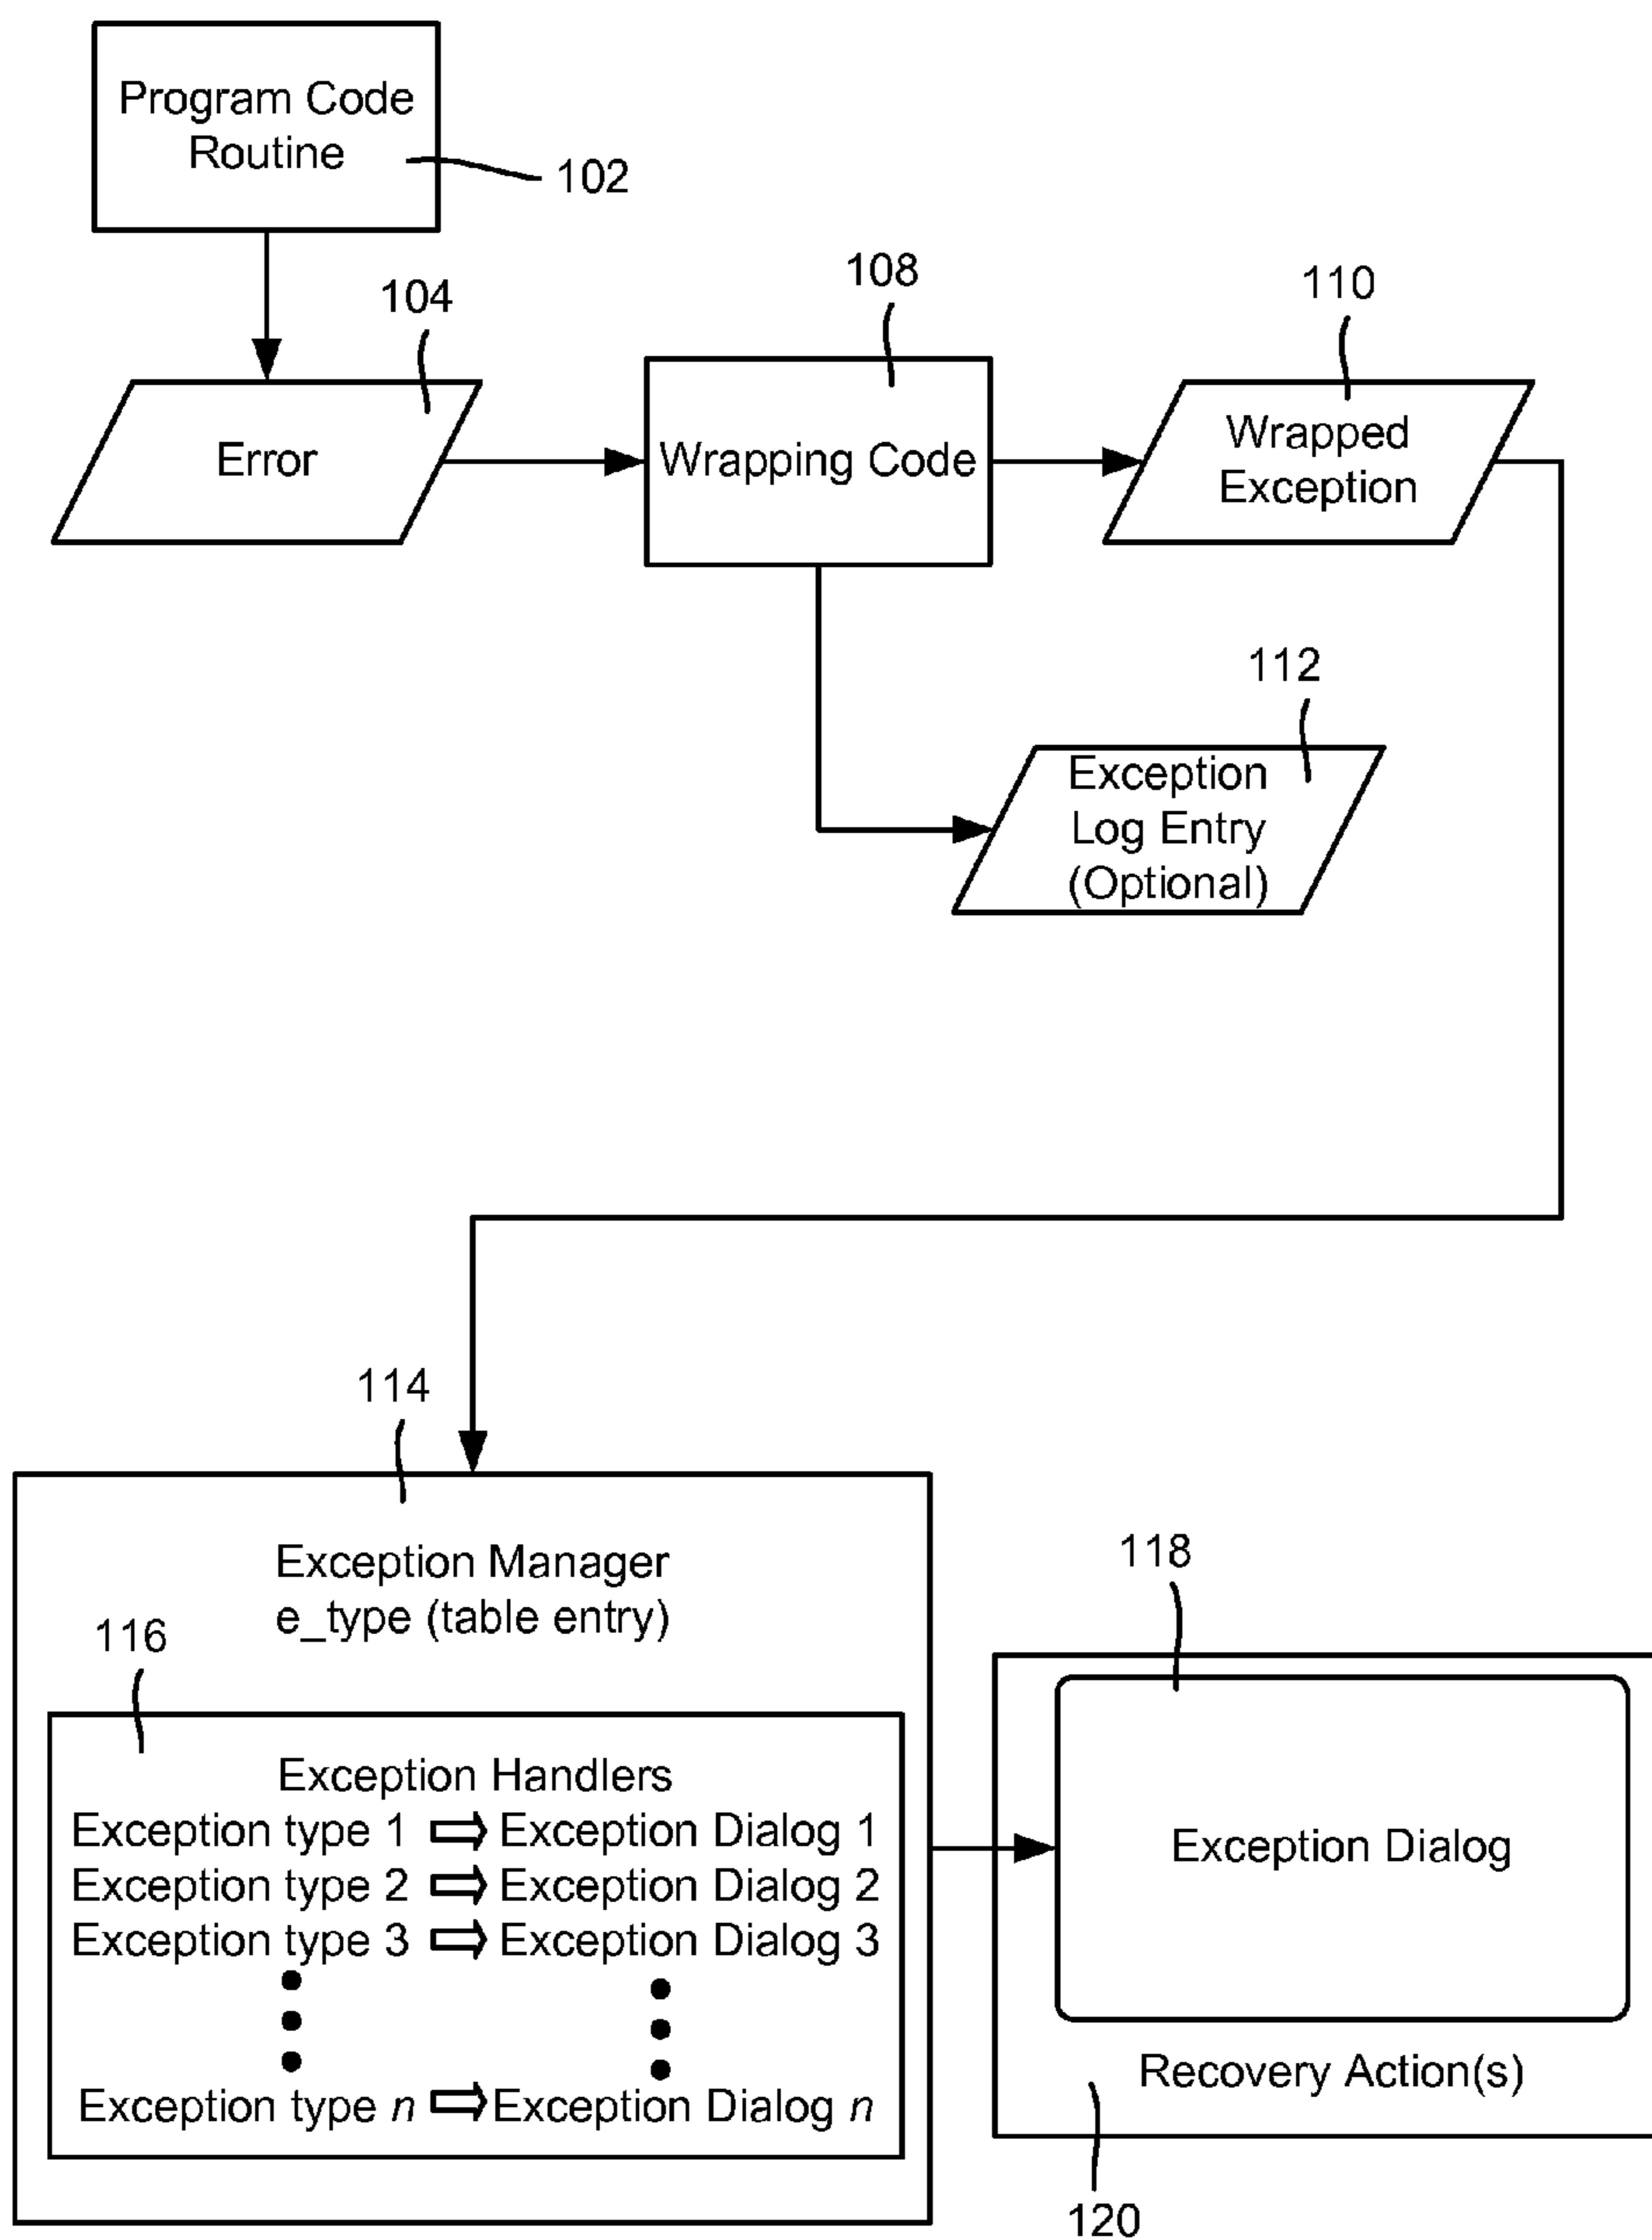 Program Code
Routine
102
104
108
110
Error
Wrapping Code
Wrapped
Exception
112
Exception
Log Entry
(Optional)
114
Exception Manager
e_type (table entry)
116
118
Exception Handlers
Exception type 1 ⇨ Exception Dialog 1
Exception type 2 ⇨ Exception Dialog 2
Exception type 3 ⇨ Exception Dialog 3
Exception type n ⇨ Exception Dialog n
Exception Dialog
Recovery Action(s)
120